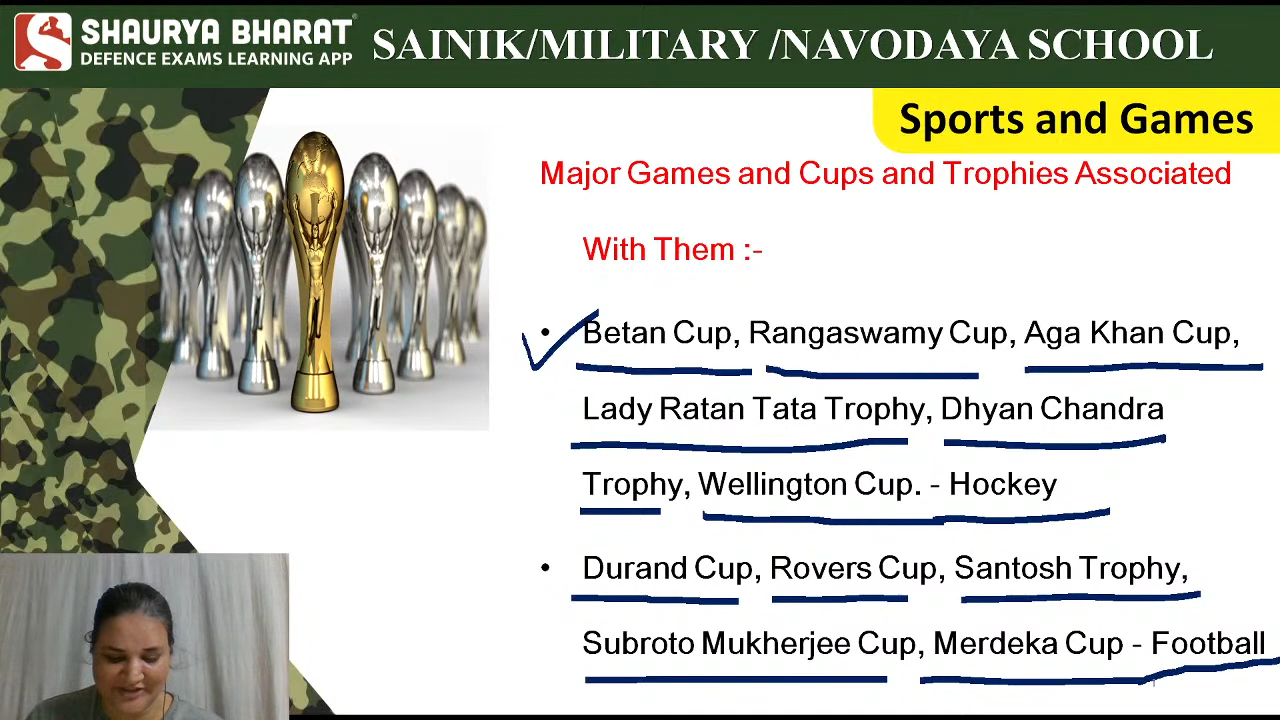 SHAURYA BHARAT
DEFENCE EXAMS LEARNING APP
SAINIK/MILITARY /NAVODAYA SCHOOL
Sports and Games
Major Games and Cups and Trophies Associated
With Them :-
• Betan Cup, Rangaswamy Cup, Aga Khan Cup,
Lady Ratan Tata Trophy, Dhyan Chandra
Trophy, Wellington Cup. - Hockey
• Durand Cup, Rovers Cup, Santosh Trophy,
Subroto Mukherjee Cup, Merdeka Cup - Football